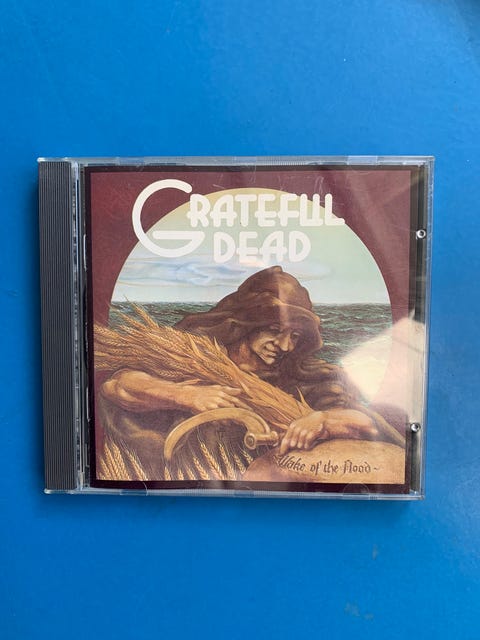 GRATEFUL
DEAD
Wake of the Flood~